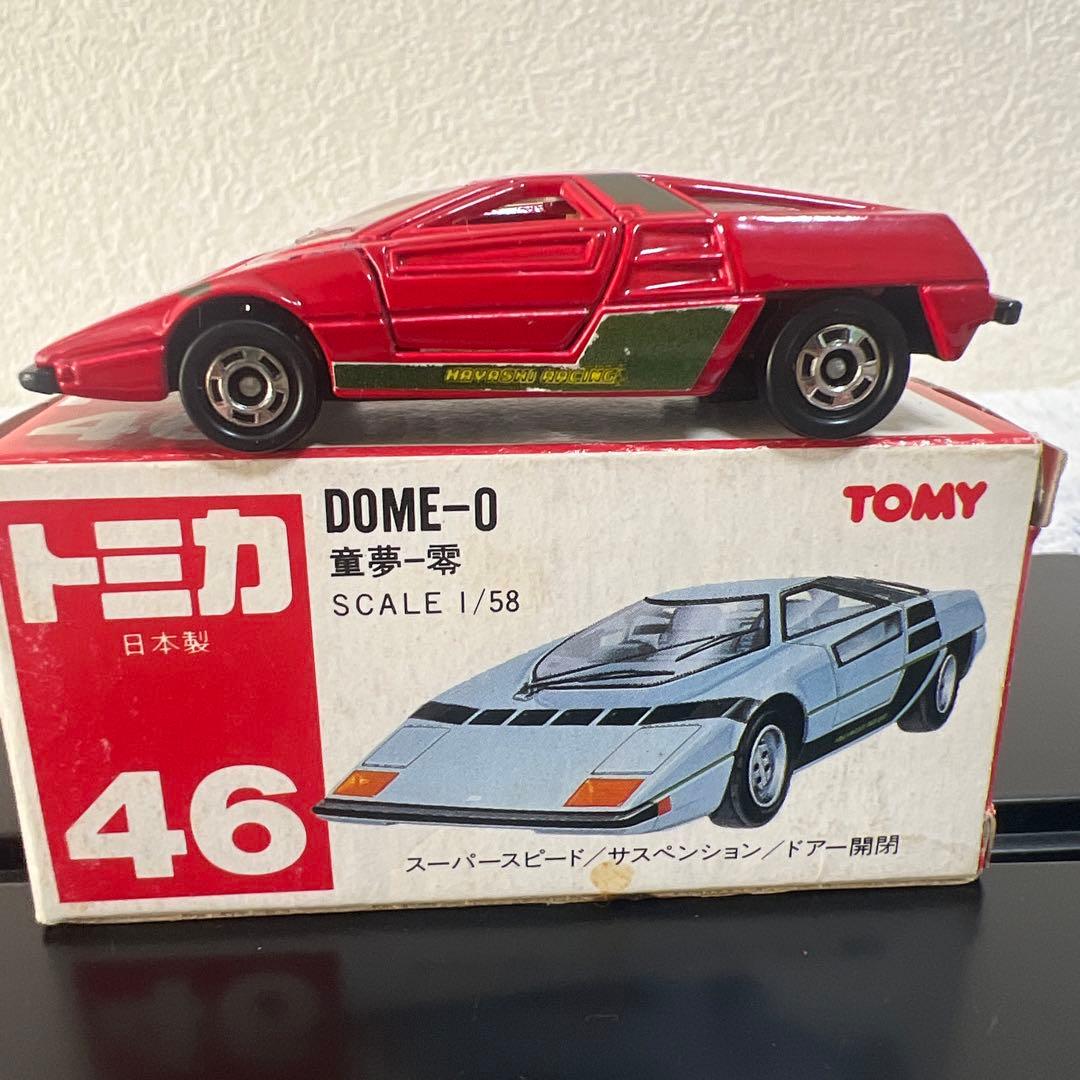 HAYASHI RACING
46
トミカ
日本製
46
DOME-0
童夢-零
SCALE 1/58
TOMY
スーパースピード/サスペンション/ドアー開閉